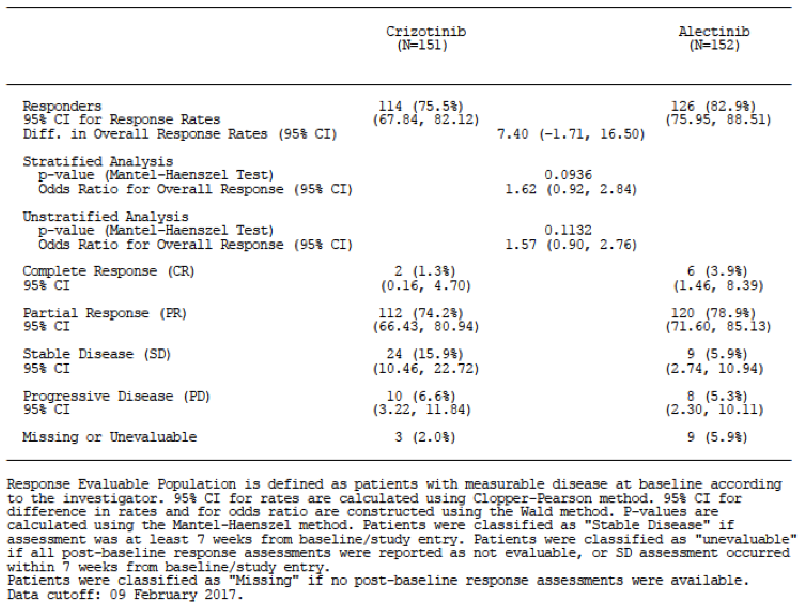 Crizotinib Alectinib
(N=151) (N=152)
Responders 114 (75.5%) 126 (82.9%)
95% CI for Response Rates (67.84, 82.12) (75.95, 88.51)
Diff. in Overall Response Rates (95% CI) 7.40 (-1.71, 16.50)
Stratified Analysis
p-value (Mantel-Haenszel Test) 0.0936
Odds Ratio for Overall Response (95% CI) 1.62 (0.92, 2.84)
Unstratified Analysis
p-value (Mantel-Haenszel Test) 0.1132
Odds Ratio for Overall Response (95% CI) 1.57 (0.90, 2.76)
Complete Response (CR) 2 (1.3%) 6 (3.9%)
95% CI (0.16, 4.70) (1.46, 8.39)
Partial Response (PR) 112 (74.2%) 120 (78.9%)
95% CI (66.43, 80.94) (71.60, 85.13)
Stable Disease (SD) 24 (15.9%) 9 (5.9%)
95% CI (10.46, 22.72) (2.74, 10.94)
Progressive Disease (PD) 10 (6.6%) 8 (5.3%)
95% CI (3.22, 11.84) (2.30, 10.11)
Missing or Unevaluable 3 (2.0%) 9 (5.9%)
Response Evaluable Population is defined as patients with measurable disease at baseline according
to the investigator. 95% CI for rates are calculated using Clopper-Pearson method. 95% CI for
difference in rates and for odds ratio are constructed using the Wald method. P-values are
calculated using the Mantel-Haenszel method. Patients were classified as "Stable Disease" if
assessment was at least 7 weeks from baseline/study entry. Patients were classified as "unevaluable"
if all post-baseline response assessments were reported as not evaluable, or SD assessment occurred
within 7 weeks from baseline/study entry.
Patients were classified as "Missing" if no post-baseline response assessments were available.
Data cutoff: 09 February 2017.